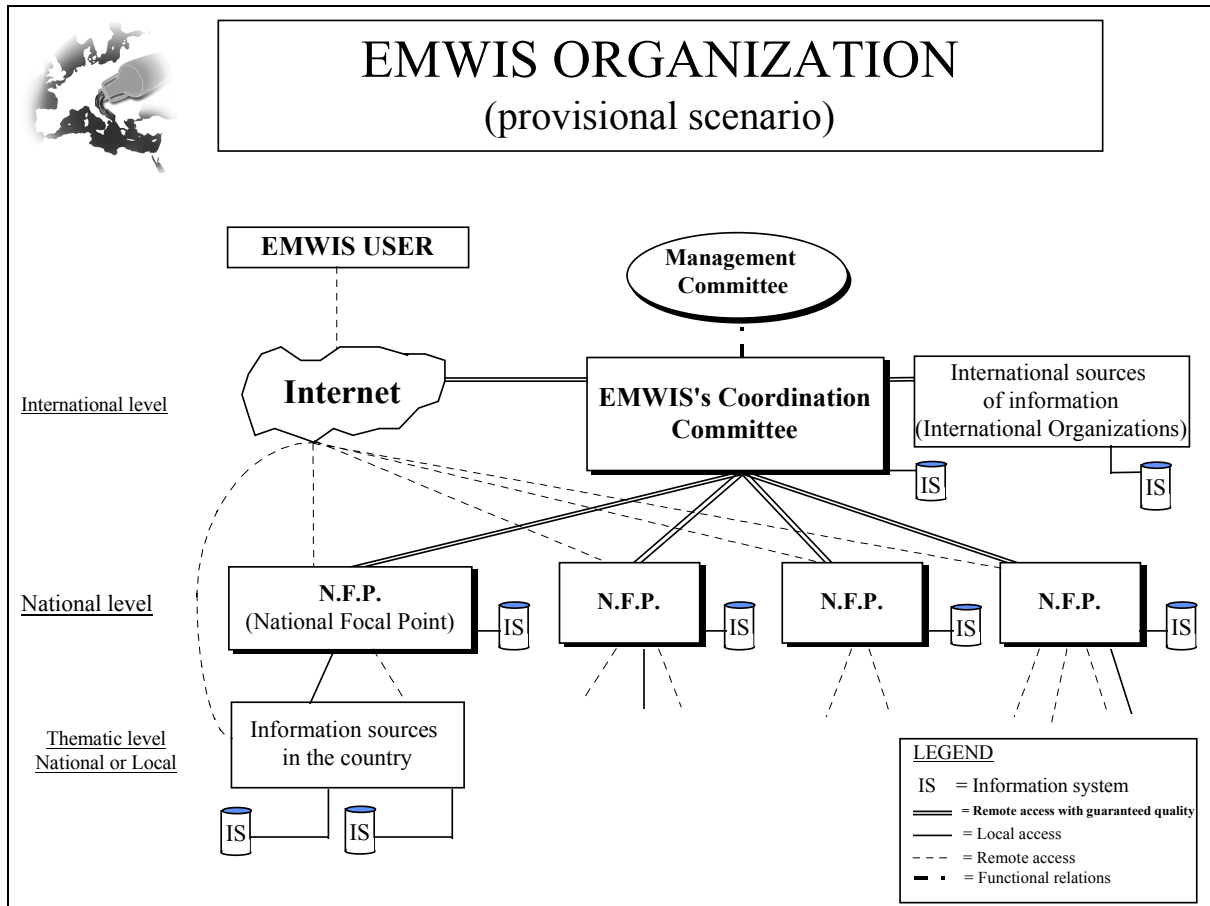 EMWIS ORGANIZATION
(provisional scenario)
EMWIS USER
Management
Committee
International level
Internet
EMWIS's Coordination
Committee
International sources
of information
(International Organizations)
IS
IS
National level
N.F.P.
(National Focal Point)
IS
N.F.P.
IS
N.F.P.
IS
N.F.P.
IS
Thematic level
National or Local
Information sources
in the country
IS
IS
LEGEND
IS = Information system
= Remote access with guaranteed quality
= Local access
= Remote access
= Functional relations